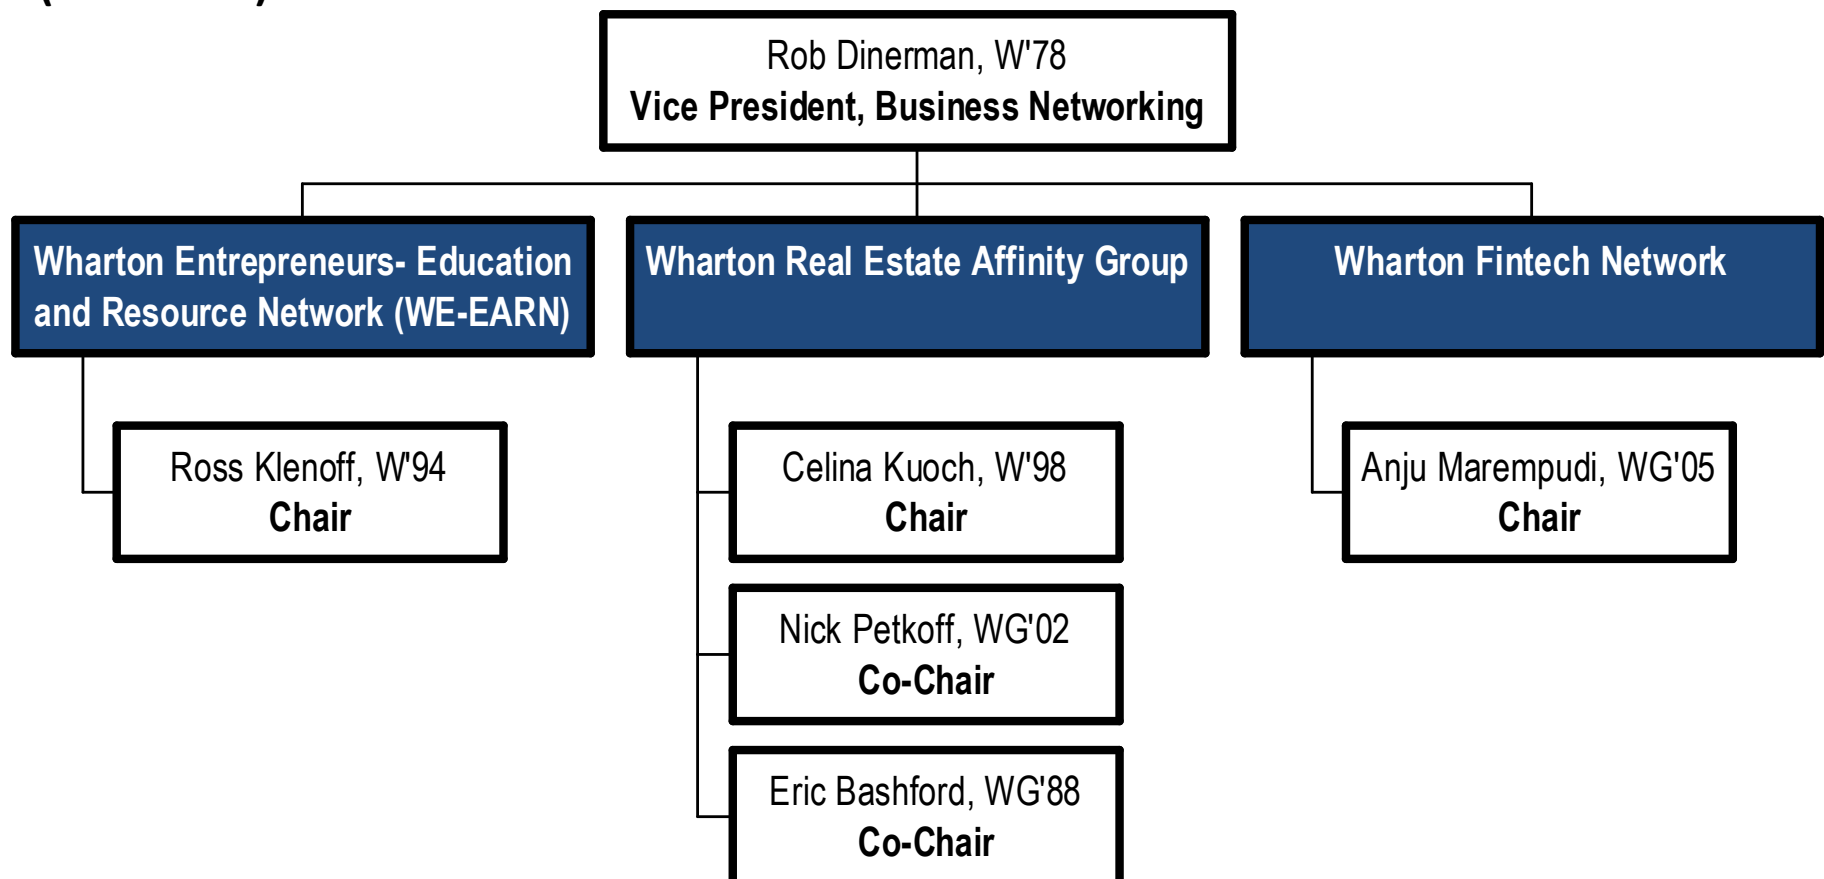 Rob Dinerman, W'78
Vice President, Business Networking
Wharton Entrepreneurs- Education
and Resource Network (WE-EARN)
Wharton Real Estate Affinity Group
Wharton Fintech Network
Ross Klenoff, W'94
Chair
Celina Kuoch, W'98
Chair
Anju Marempudi, WG'05
Chair
Nick Petkoff, WG'02
Co-Chair
Eric Bashford, WG'88
Co-Chair